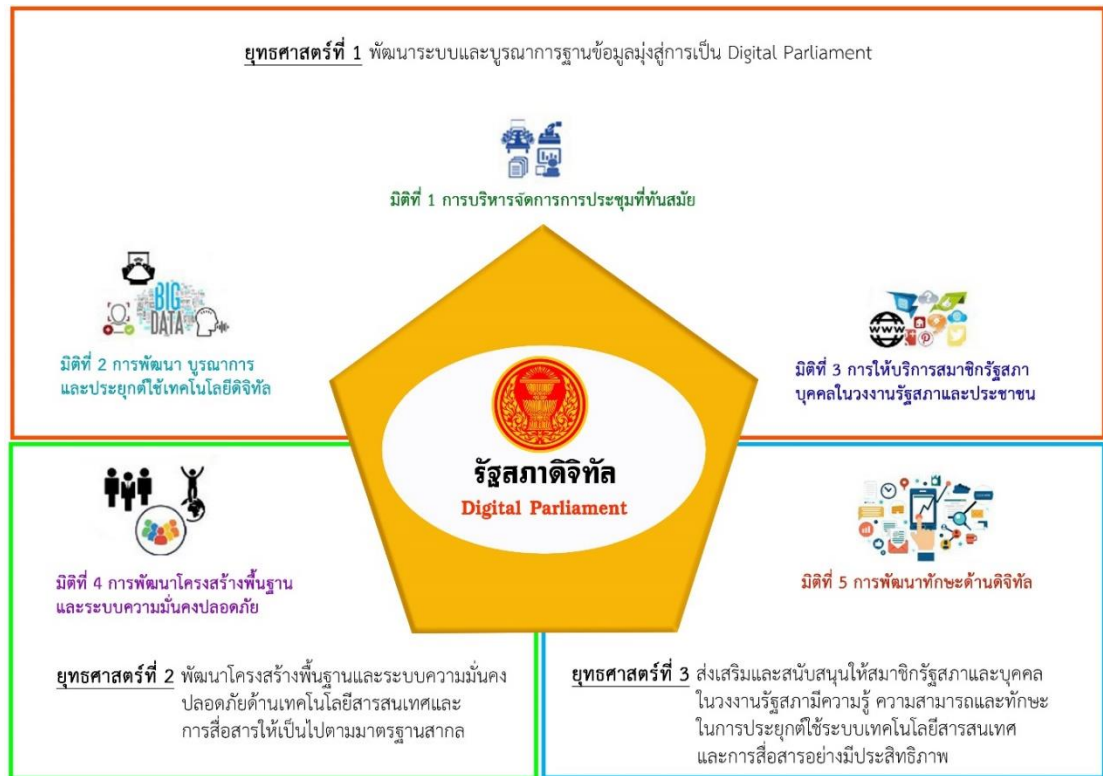 ยุทธศาสตร์ที่ 1 พัฒนาระบบและบูรณาการฐานข้อมูลมุ่งสู่การเป็น Digital Parliament
มิติที่ 1 การบริหารจัดการการประชุมที่ทันสมัย
BIG
DATA
มิติที่ 2 การพัฒนา บูรณาการ
และประยุกต์ใช้เทคโนโลยีดิจิทัล
WWW
มิติที่ 3 การให้บริการสมาชิกรัฐสภา
บุคคลในวงงานรัฐสภาและประชาชน
รัฐสภาดิจิทัล
Digital Parliament
มิติที่ 4 การพัฒนาโครงสร้างพื้นฐาน
และระบบความมั่นคงปลอดภัย
มิติที่ 5 การพัฒนาทักษะด้านดิจิทัล
ยุทธศาสตร์ที่ 2 พัฒนาโครงสร้างพื้นฐานและระบบความมั่นคง
ปลอดภัยด้านเทคโนโลยีสารสนเทศและ
การสื่อสารให้เป็นไปตามมาตรฐานสากล
ยุทธศาสตร์ที่ 3 ส่งเสริมและสนับสนุนให้สมาชิกรัฐสภาและบุคคล
ในวงงานรัฐสภามีความรู้ ความสามารถและทักษะ
ในการประยุกต์ใช้ระบบเทคโนโลยีสารสนเทศ
และการสื่อสารอย่างมีประสิทธิภาพ